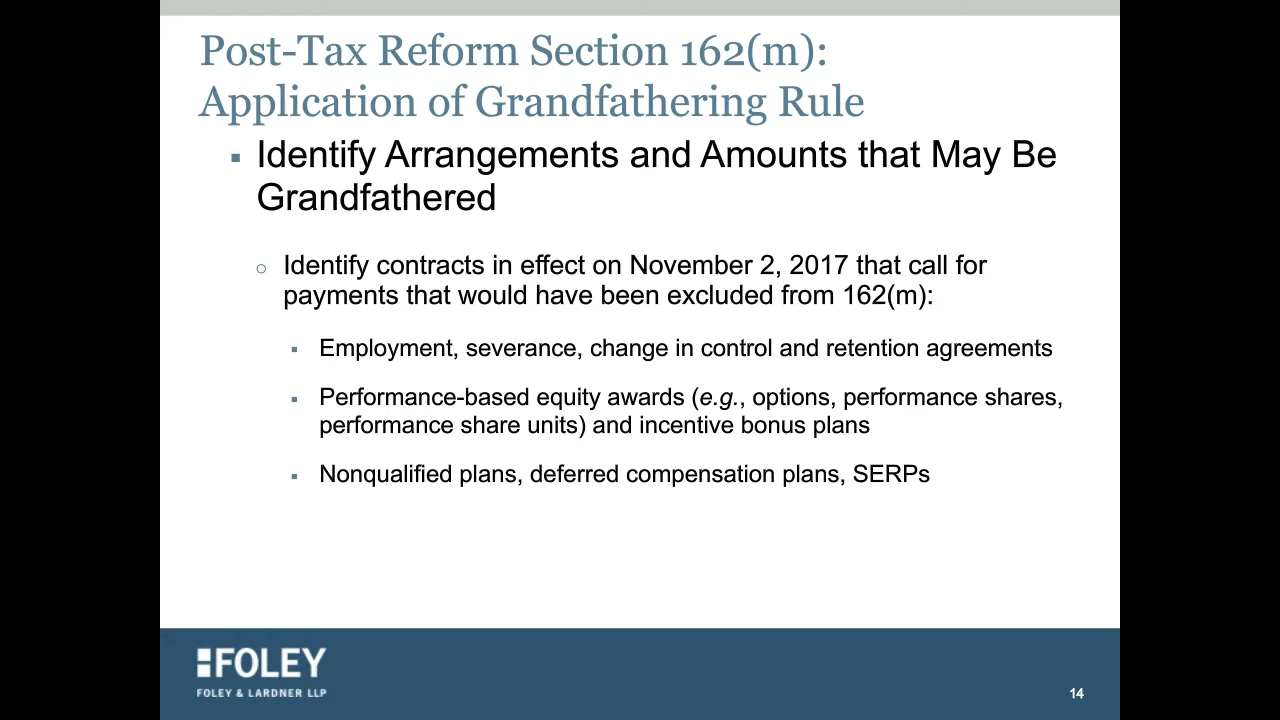 Post-Tax Reform Section 162(m):
Application of Grandfathering Rule
▪ Identify Arrangements and Amounts that May Be
Grandfathered
○ Identify contracts in effect on November 2, 2017 that call for
payments that would have been excluded from 162(m):
▪ Employment, severance, change in control and retention agreements
▪ Performance-based equity awards (e.g., options, performance shares,
performance share units) and incentive bonus plans
▪ Nonqualified plans, deferred compensation plans, SERPs
FOLEY
FOLEY & LARDNER LLP
14